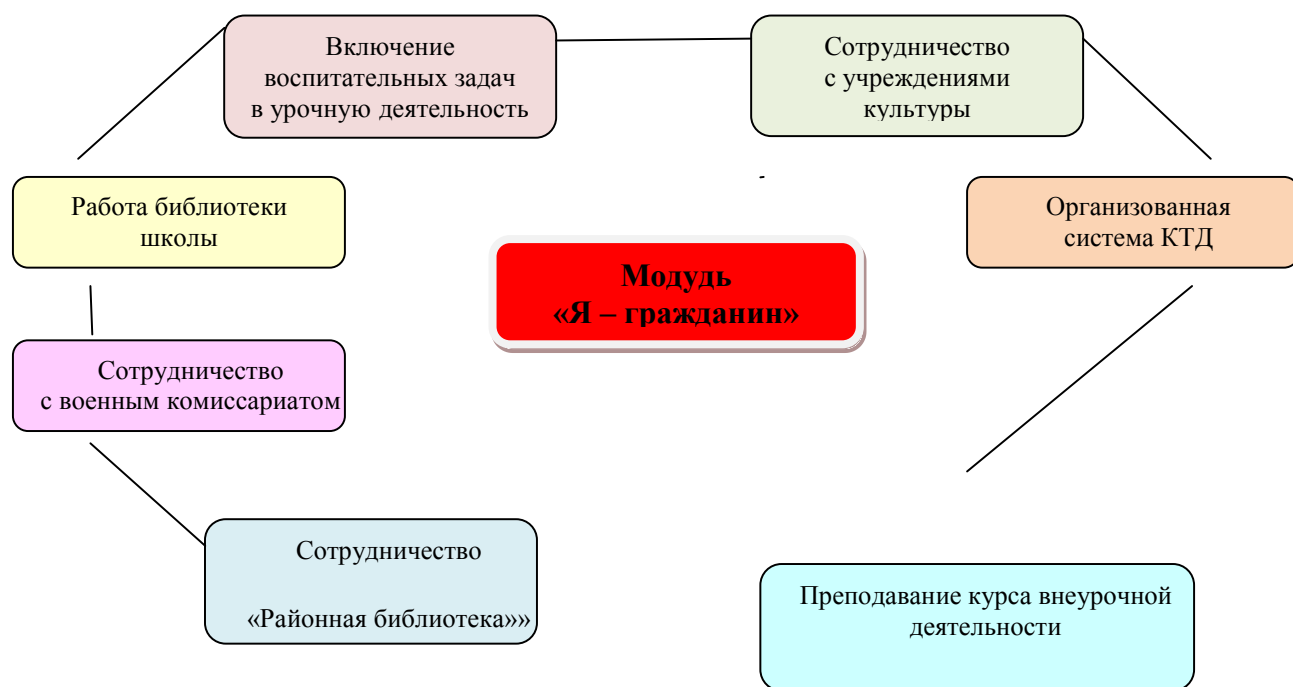 Включение
воспитательных задач
в урочную деятельность
Сотрудничество
с учреждениями
культуры
Работа библиотеки
школы
Организованная
система КТД
Модудь
«Я – гражданин»
Сотрудничество
с военным комиссариатом
Сотрудничество
«Районная библиотека»»
Преподавание курса внеурочной
деятельности